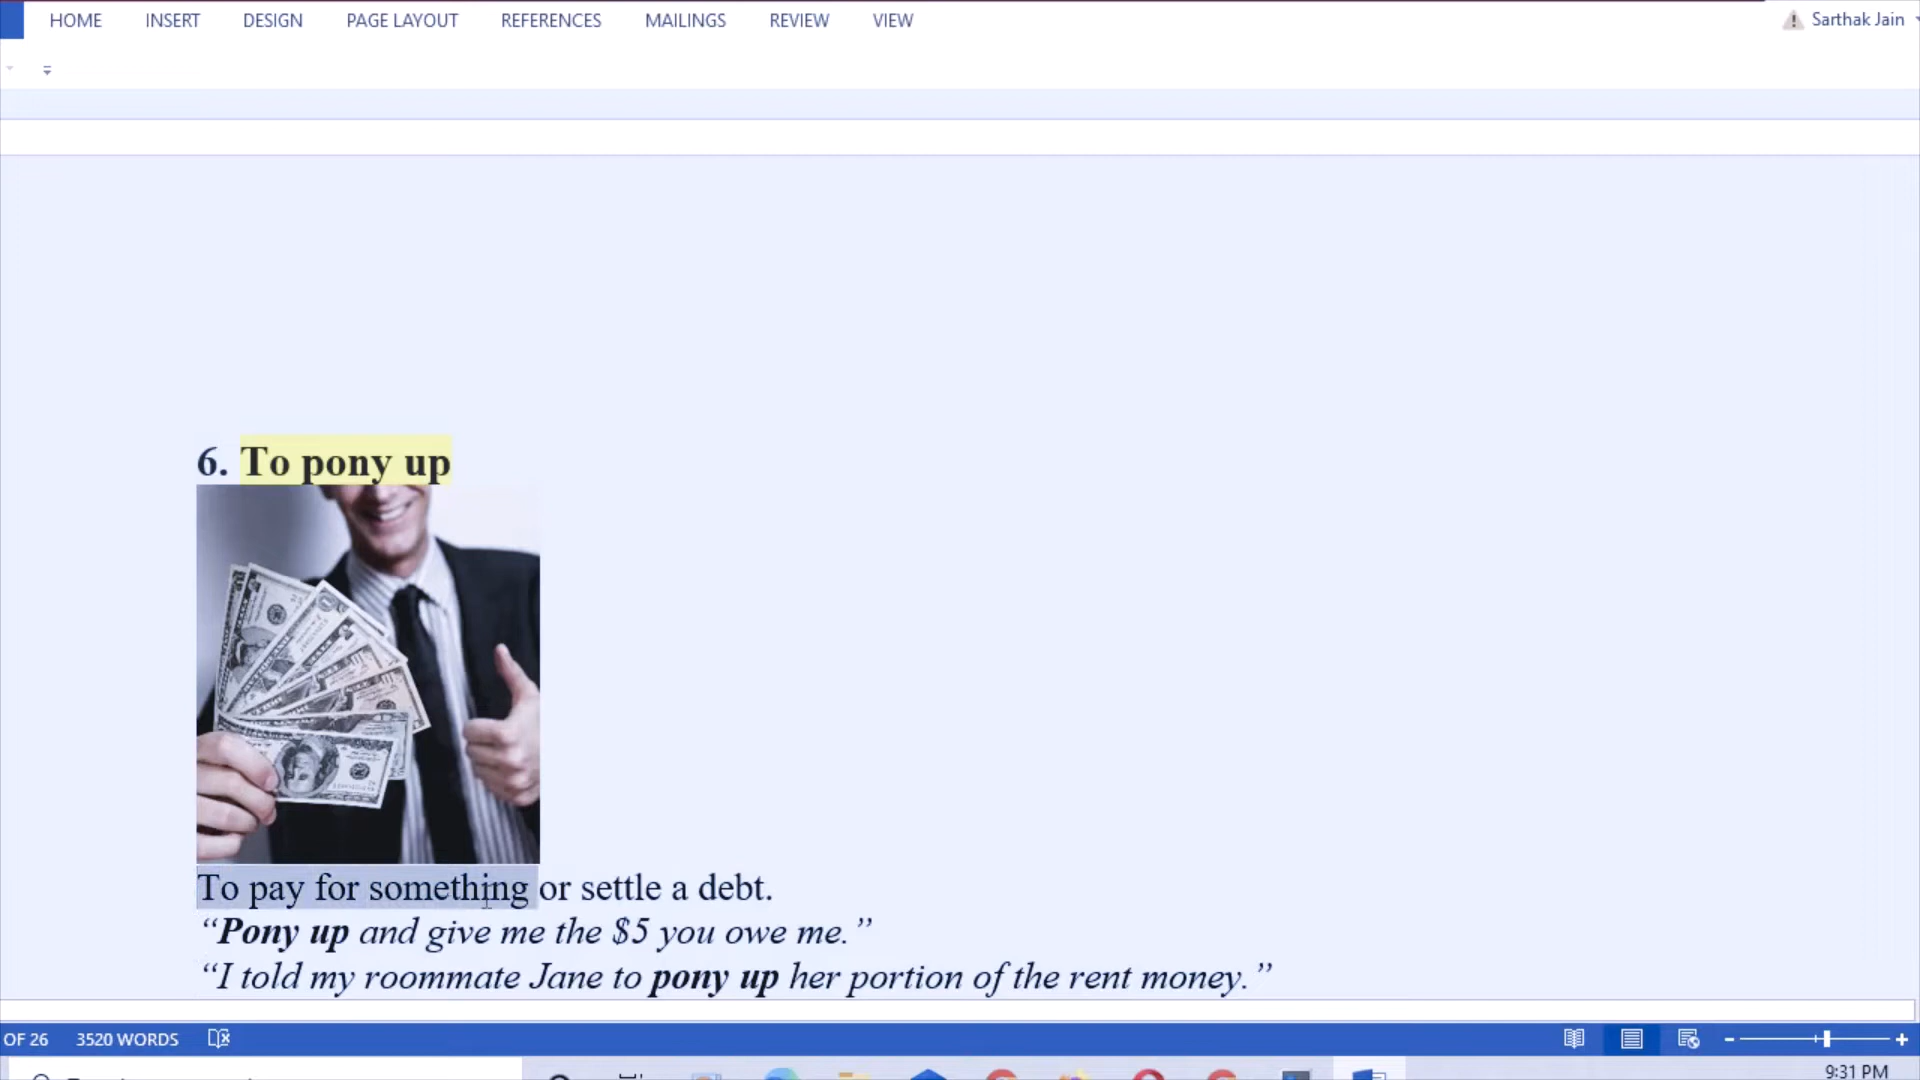 HOME INSERT DESIGN PAGE LAYOUT REFERENCES MAILINGS REVIEW VIEW Sarthak Jain
6. To pony up
To pay for something or settle a debt.
“Pony up and give me the $5 you owe me.”
“I told my roommate Jane to pony up her portion of the rent money.”
OF 26 3520 WORDS
9:31 PM